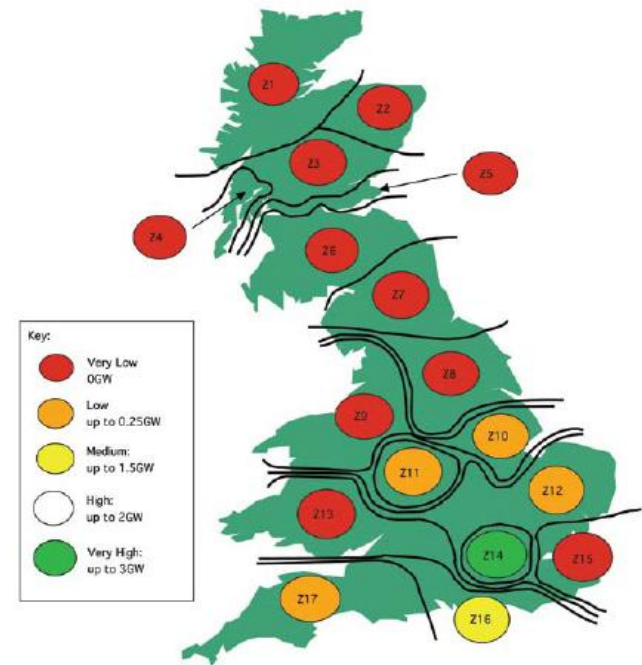 Z1
Z2
Z3
Z5
Z4
Z6
Z7
Key:
Very Low
0GW
Low
up to 0.25GW
Medium:
up to 1.5GW
High:
up to 2GW
Very High:
up to 3GW
Z8
Z9
Z10
Z11
Z12
Z13
Z14
Z15
Z17
Z16